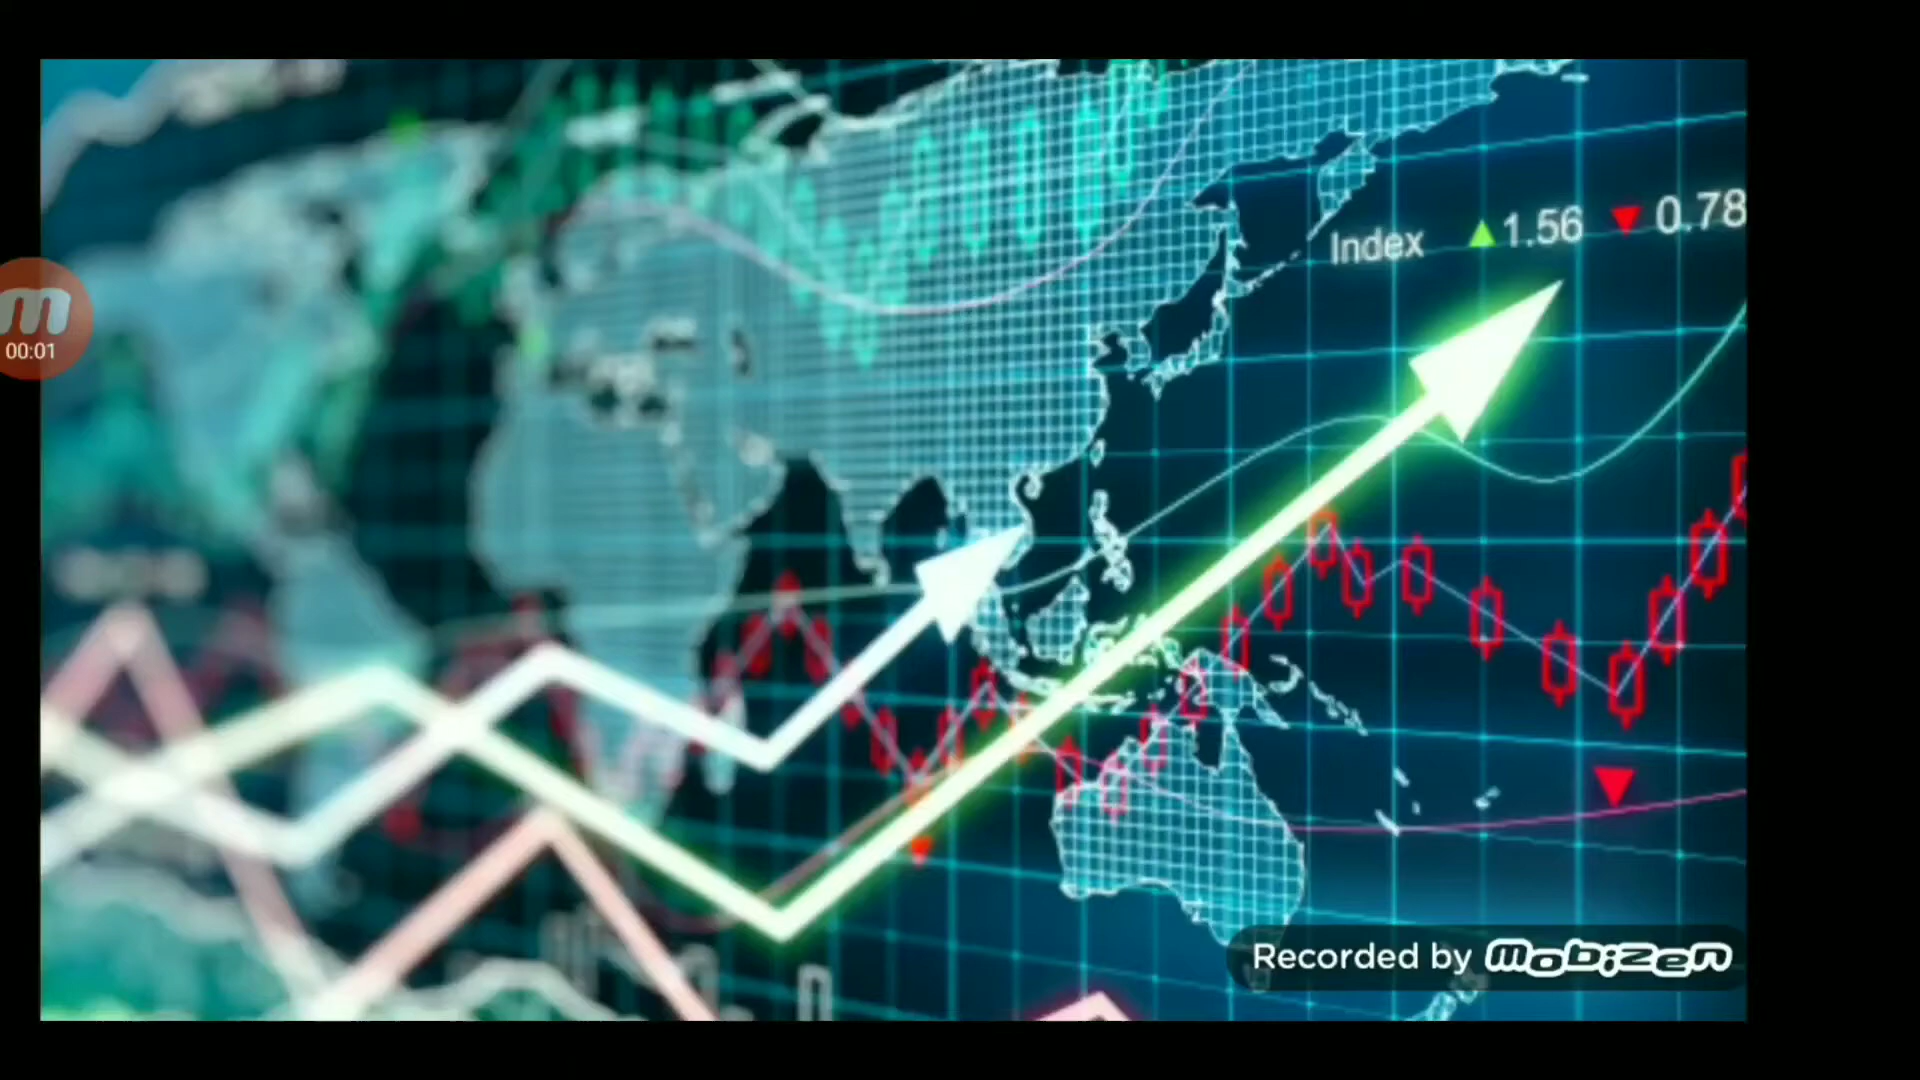 Index ▲1.56 ▼0.78
m
00:01
Recorded by mobizen